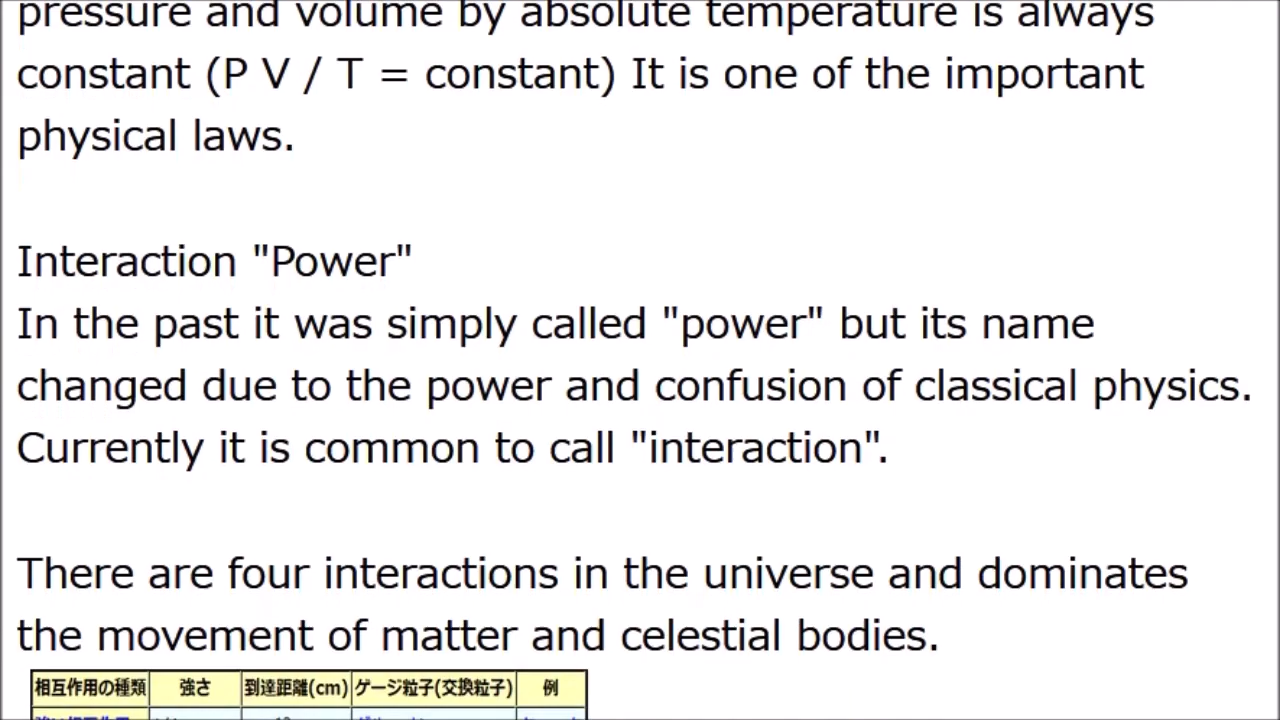 pressure and volume by absolute temperature is always
constant (P V / T = constant) It is one of the important
physical laws.
Interaction "Power"
In the past it was simply called "power" but its name
changed due to the power and confusion of classical physics.
Currently it is common to call "interaction".
There are four interactions in the universe and dominates
the movement of matter and celestial bodies.
相互作用の種類 強さ 到達距離(cm) ゲージ粒子(交換粒子) 例